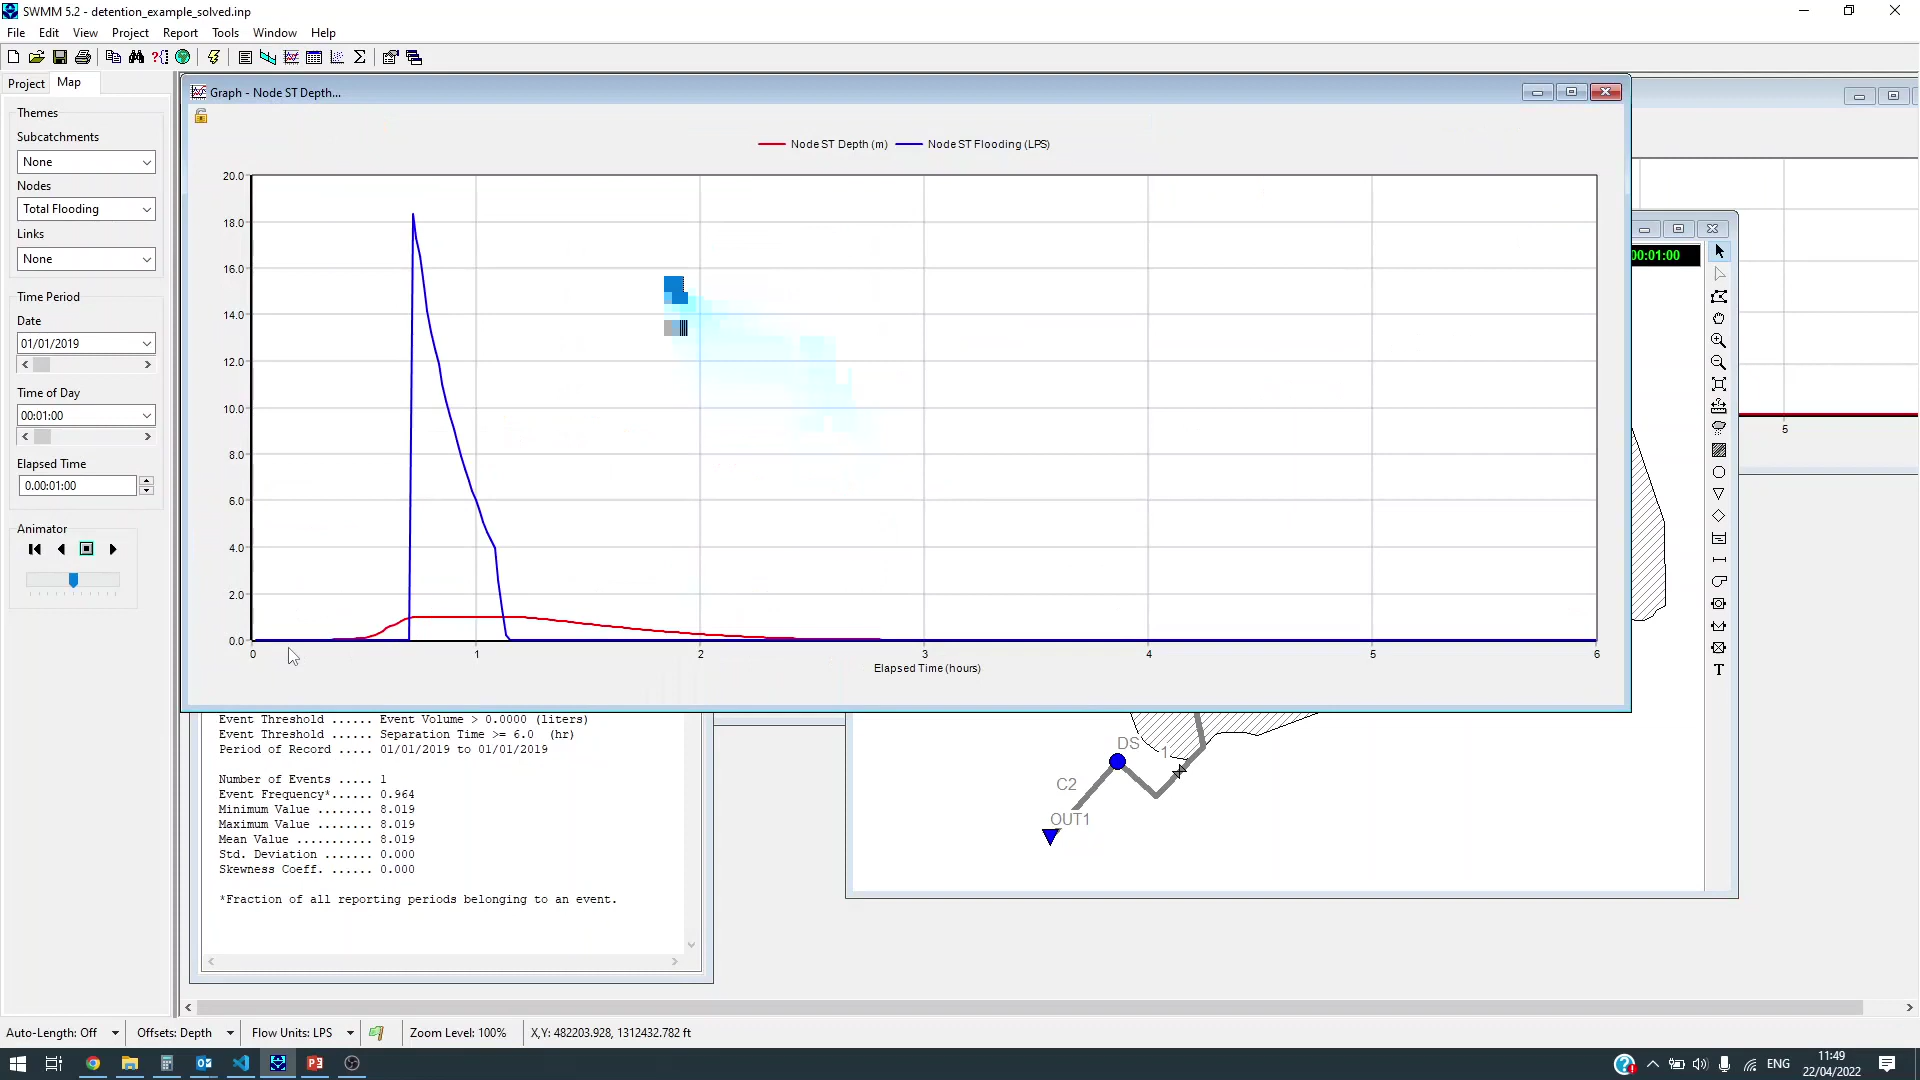 SWMM 5.2 - detention_example_solved.inp
File Edit View Project Report Tools Window Help
Project Map
Themes
Subcatchments
None
Nodes
Total Flooding
Links
None
Time Period
Date
01/01/2019
Time of Day
00:01:00
Elapsed Time
0.00:01:00
Animator
Graph - Node ST Depth...
Node ST Depth (m) Node ST Flooding (LPS)
20.0
18.0
16.0
14.0
12.0
10.0
8.0
6.0
4.0
2.0
0.0
0 1 2 3 4 5 6
Elapsed Time (hours)
00:01:00
T
5
Event Threshold ...... Event Volume > 0.0000 (liters)
Event Threshold ...... Separation Time >= 6.0 (hr)
Period of Record ..... 01/01/2019 to 01/01/2019
Number of Events ..... 1
Event Frequency*...... 0.964
Minimum Value ........ 8.019
Maximum Value ........ 8.019
Mean Value ........... 8.019
Std. Deviation ....... 0.000
Skewness Coeff. ...... 0.000
*Fraction of all reporting periods belonging to an event.
DS
1
C2
OUT1
Auto-Length: Off Offsets: Depth Flow Units: LPS Zoom Level: 100% X,Y: 482203.928, 1312432.782 ft
ENG
11:49
22/04/2022